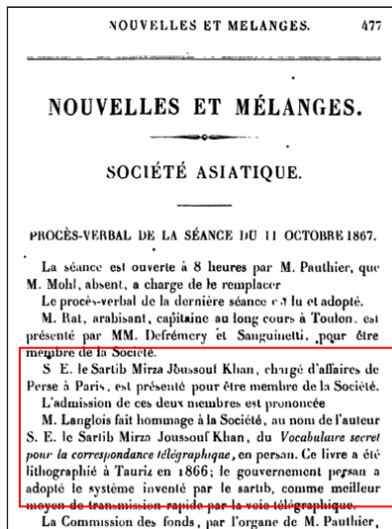 NOUVELLES ET MELANGES. 477
NOUVELLES ET MÉLANGES.
SOCIÉTÉ ASIATIQUE.
PROCÈS-VERBAL DE LA SÉANCE DU 11 OCTOBRE 1867.
La séance est ouverte à 8 heures par M. Pauthier, que
M. Mohl, absent, a chargé de le remplacer
Le procès-verbal de la dernière séance est lu et adopté.
M. Rat, arabisant, capitaine au long cours à Toulon, est
présenté par MM. Defrémery et Sanguinetti, pour être
membre de la Société.
S E. le Sartib Mirza Joussouf Khan, chargé d'affaires de
Perse à Paris, est présenté pour être membre de la Société.
L'admission de ces deux membres est prononcée
M. Langlois fait hommage à la Société, au nom de l'auteur
S. E. le Sartib Mirza Joussouf Khan, du Vocabulaire secret
pour la correspondance télégraphique, en persan. Ce livre a été
lithographié à Tauriz en 1866; le gouvernement persan a
adopté le système inventé par le sartib, comme meilleur
moyen de transmission rapide par la voie télégraphique.
La Commission des fonds, par l'organe de M. Pauthier,